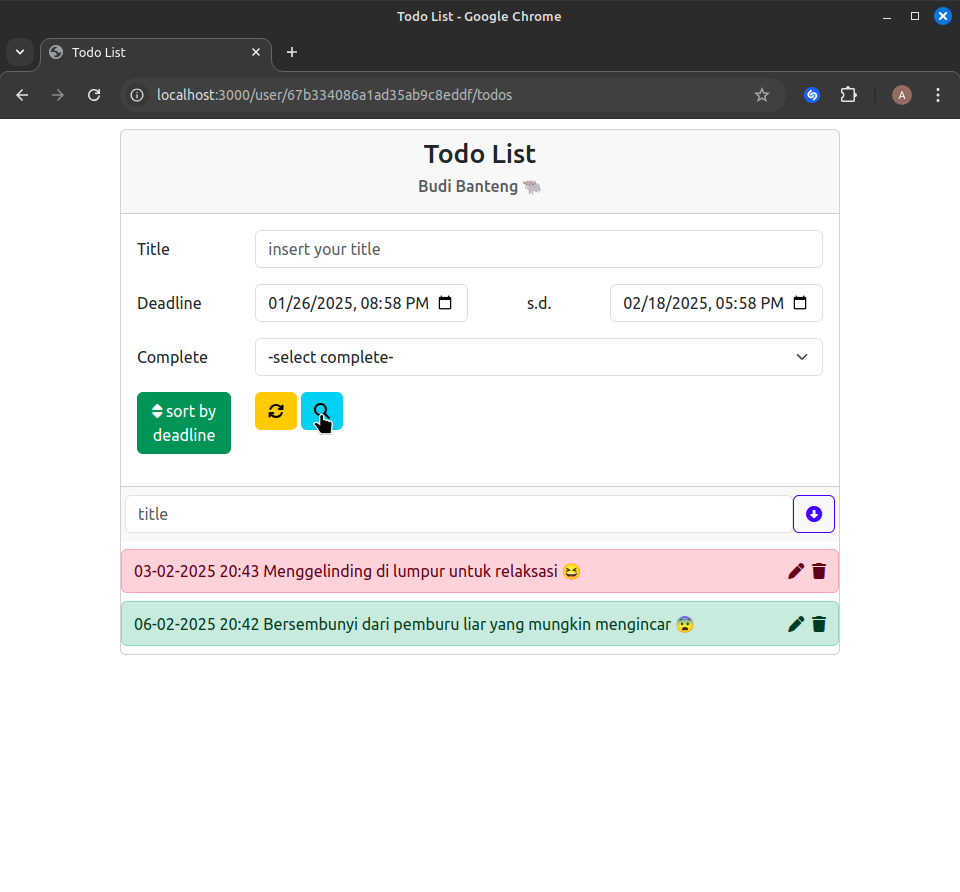 Todo List - Google Chrome
Todo List
localhost:3000/user/67b334086a1ad35ab9c8eddf/todos
A
Todo List
Budi Banteng 🐃
Title
insert your title
Deadline
01/26/2025, 08:58 PM
s.d.
02/18/2025, 05:58 PM
Complete
-select complete-
sort by
deadline
title
03-02-2025 20:43 Menggelinding di lumpur untuk relaksasi 😆
06-02-2025 20:42 Bersembunyi dari pemburu liar yang mungkin mengincar 😨